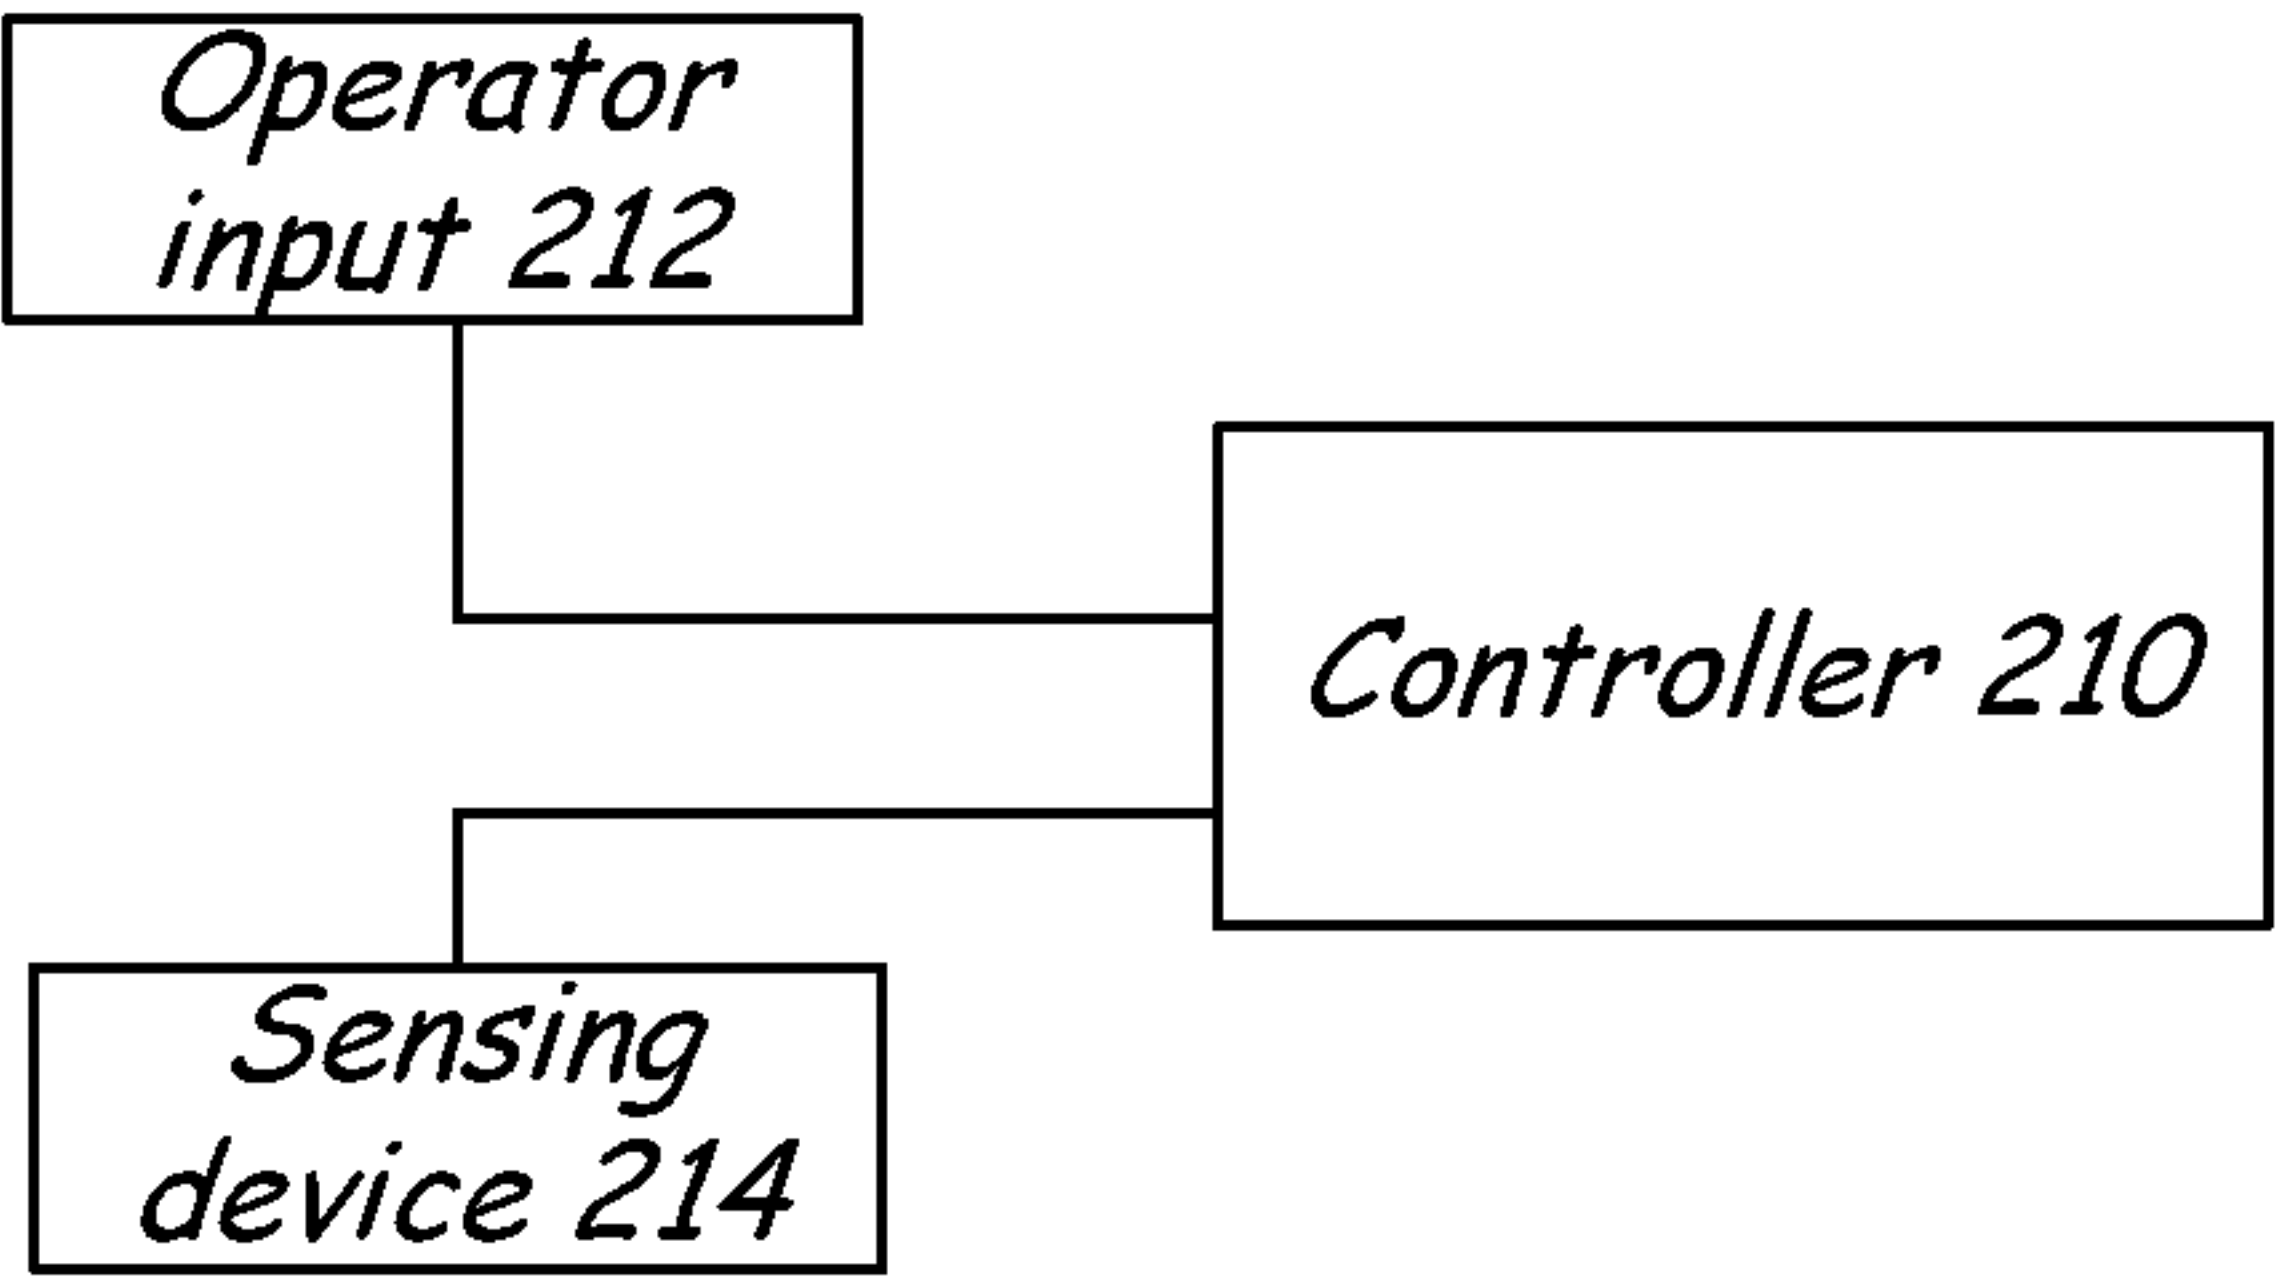 Operator
input 212
Controller 210
Sensing
device 214